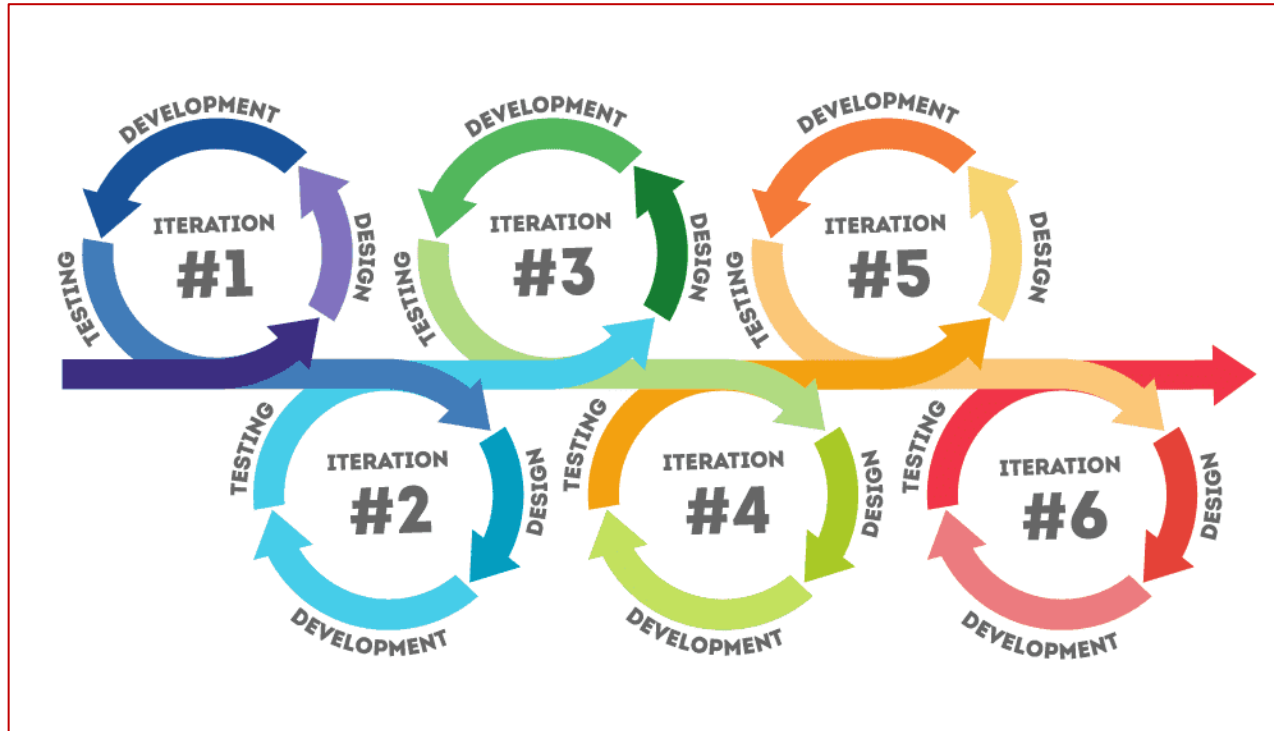 DEVELOPMENT
ITERATION
#1
DESIGN
TESTING
DEVELOPMENT
ITERATION
#3
DESIGN
TESTING
DEVELOPMENT
ITERATION
#5
DESIGN
TESTING
TESTING
ITERATION
#2
DESIGN
DEVELOPMENT
TESTING
ITERATION
#4
DESIGN
DEVELOPMENT
TESTING
ITERATION
#6
DESIGN
DEVELOPMENT